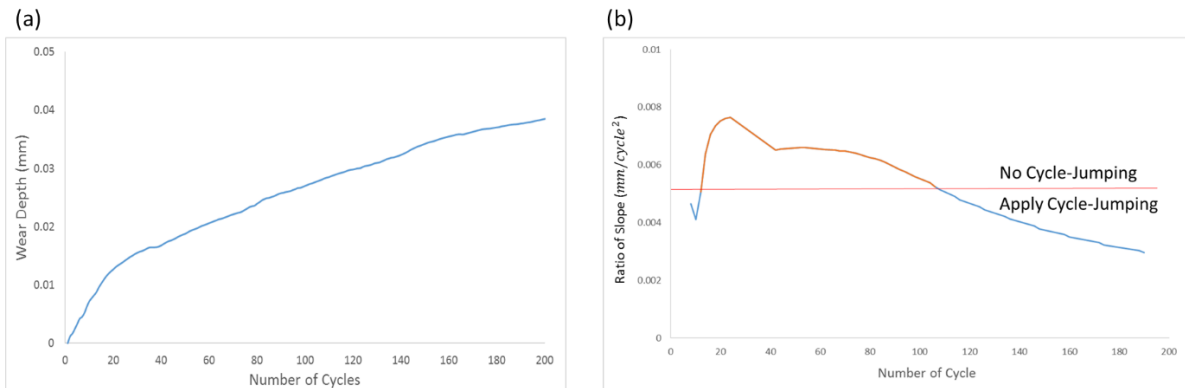 (a)
0.05
0.04
0.03
0.02
0.01
0
Wear Depth (mm)
0 20 40 60 80 100 120 140 160 180 200
Number of Cycles
(b)
0.01
0.008
0.006
0.004
0.002
0
Ratio of Slope (mm/cycle²)
No Cycle-Jumping
Apply Cycle-Jumping
0 20 40 60 80 100 120 140 160 180 200
Number of Cycle